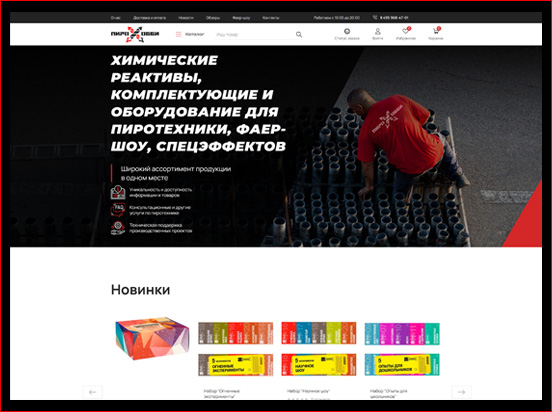 О нас Доставка и оплата Новости Обзоры Фаер-шоу Контакты Работаем с 10:00 до 20:00 8 495 968 47 91
ПИРО ХОББИ Каталог Ищу товар Статус заказа Войти Избранное Корзина
ХИМИЧЕСКИЕ
РЕАКТИВЫ,
КОМПЛЕКТУЮЩИЕ И
ОБОРУДОВАНИЕ ДЛЯ
ПИРОТЕХНИКИ, ФАЕР-
ШОУ, СПЕЦЭФФЕКТОВ
Широкий ассортимент продукции
в одном месте
Уникальность и доступность
информации и товаров
FAQ Консультационные и другие
услуги по пиротехнике
Техническая поддержка
производственных проектов
Новинки
ОГНЕННЫЕ ЭКСПЕРИМЕНТЫ
НАУЧНОЕ ШОУ
ОПЫТЫ ДЛЯ ДОШКОЛЬНИКОВ
Набор "Огненные
эксперименты"
Набор "Научное шоу"
Набор "Опыты для
школьников"